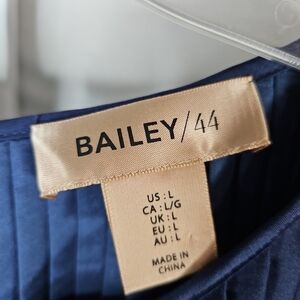 BAILEY/44
US : L
CA : L/G
UK : L
EU : L
AU : L
MADE IN
CHINA